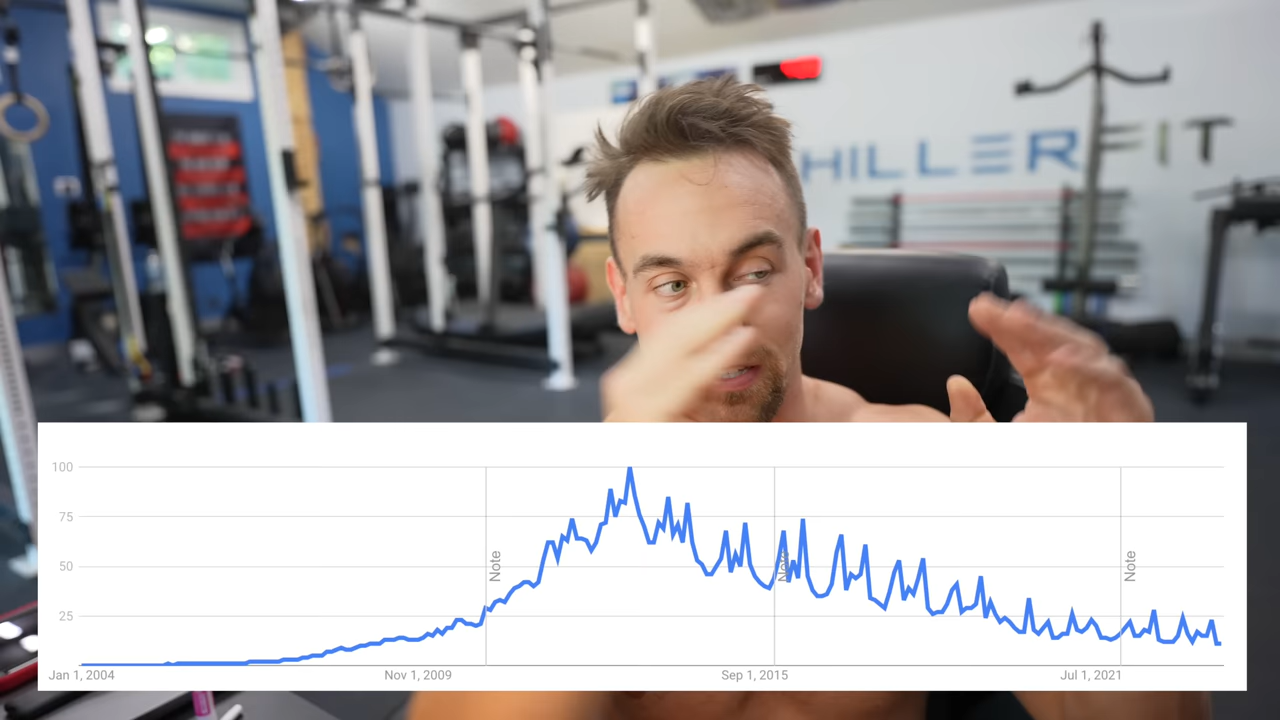 HILLERFIT
100
75
50
25
Note
Note
Note
Jan 1, 2004
Nov 1, 2009
Sep 1, 2015
Jul 1, 2021